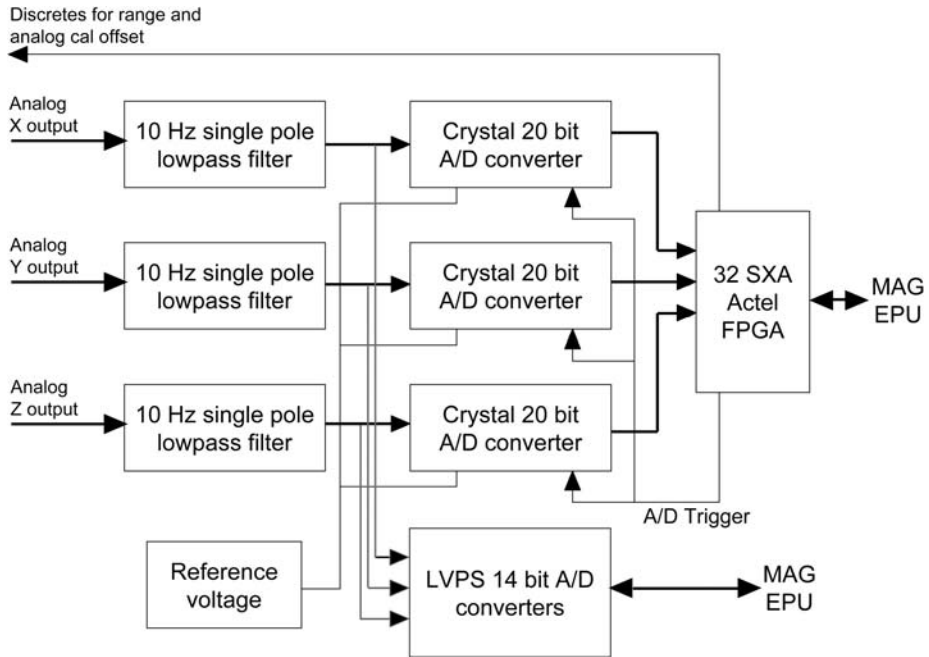 Discretes for range and
analog cal offset
Analog
X output
10 Hz single pole
lowpass filter
Crystal 20 bit
A/D converter
Analog
Y output
10 Hz single pole
lowpass filter
Crystal 20 bit
A/D converter
32 SXA
Actel
FPGA
MAG
EPU
Analog
Z output
10 Hz single pole
lowpass filter
Crystal 20 bit
A/D converter
A/D Trigger
Reference
voltage
LVPS 14 bit A/D
converters
MAG
EPU